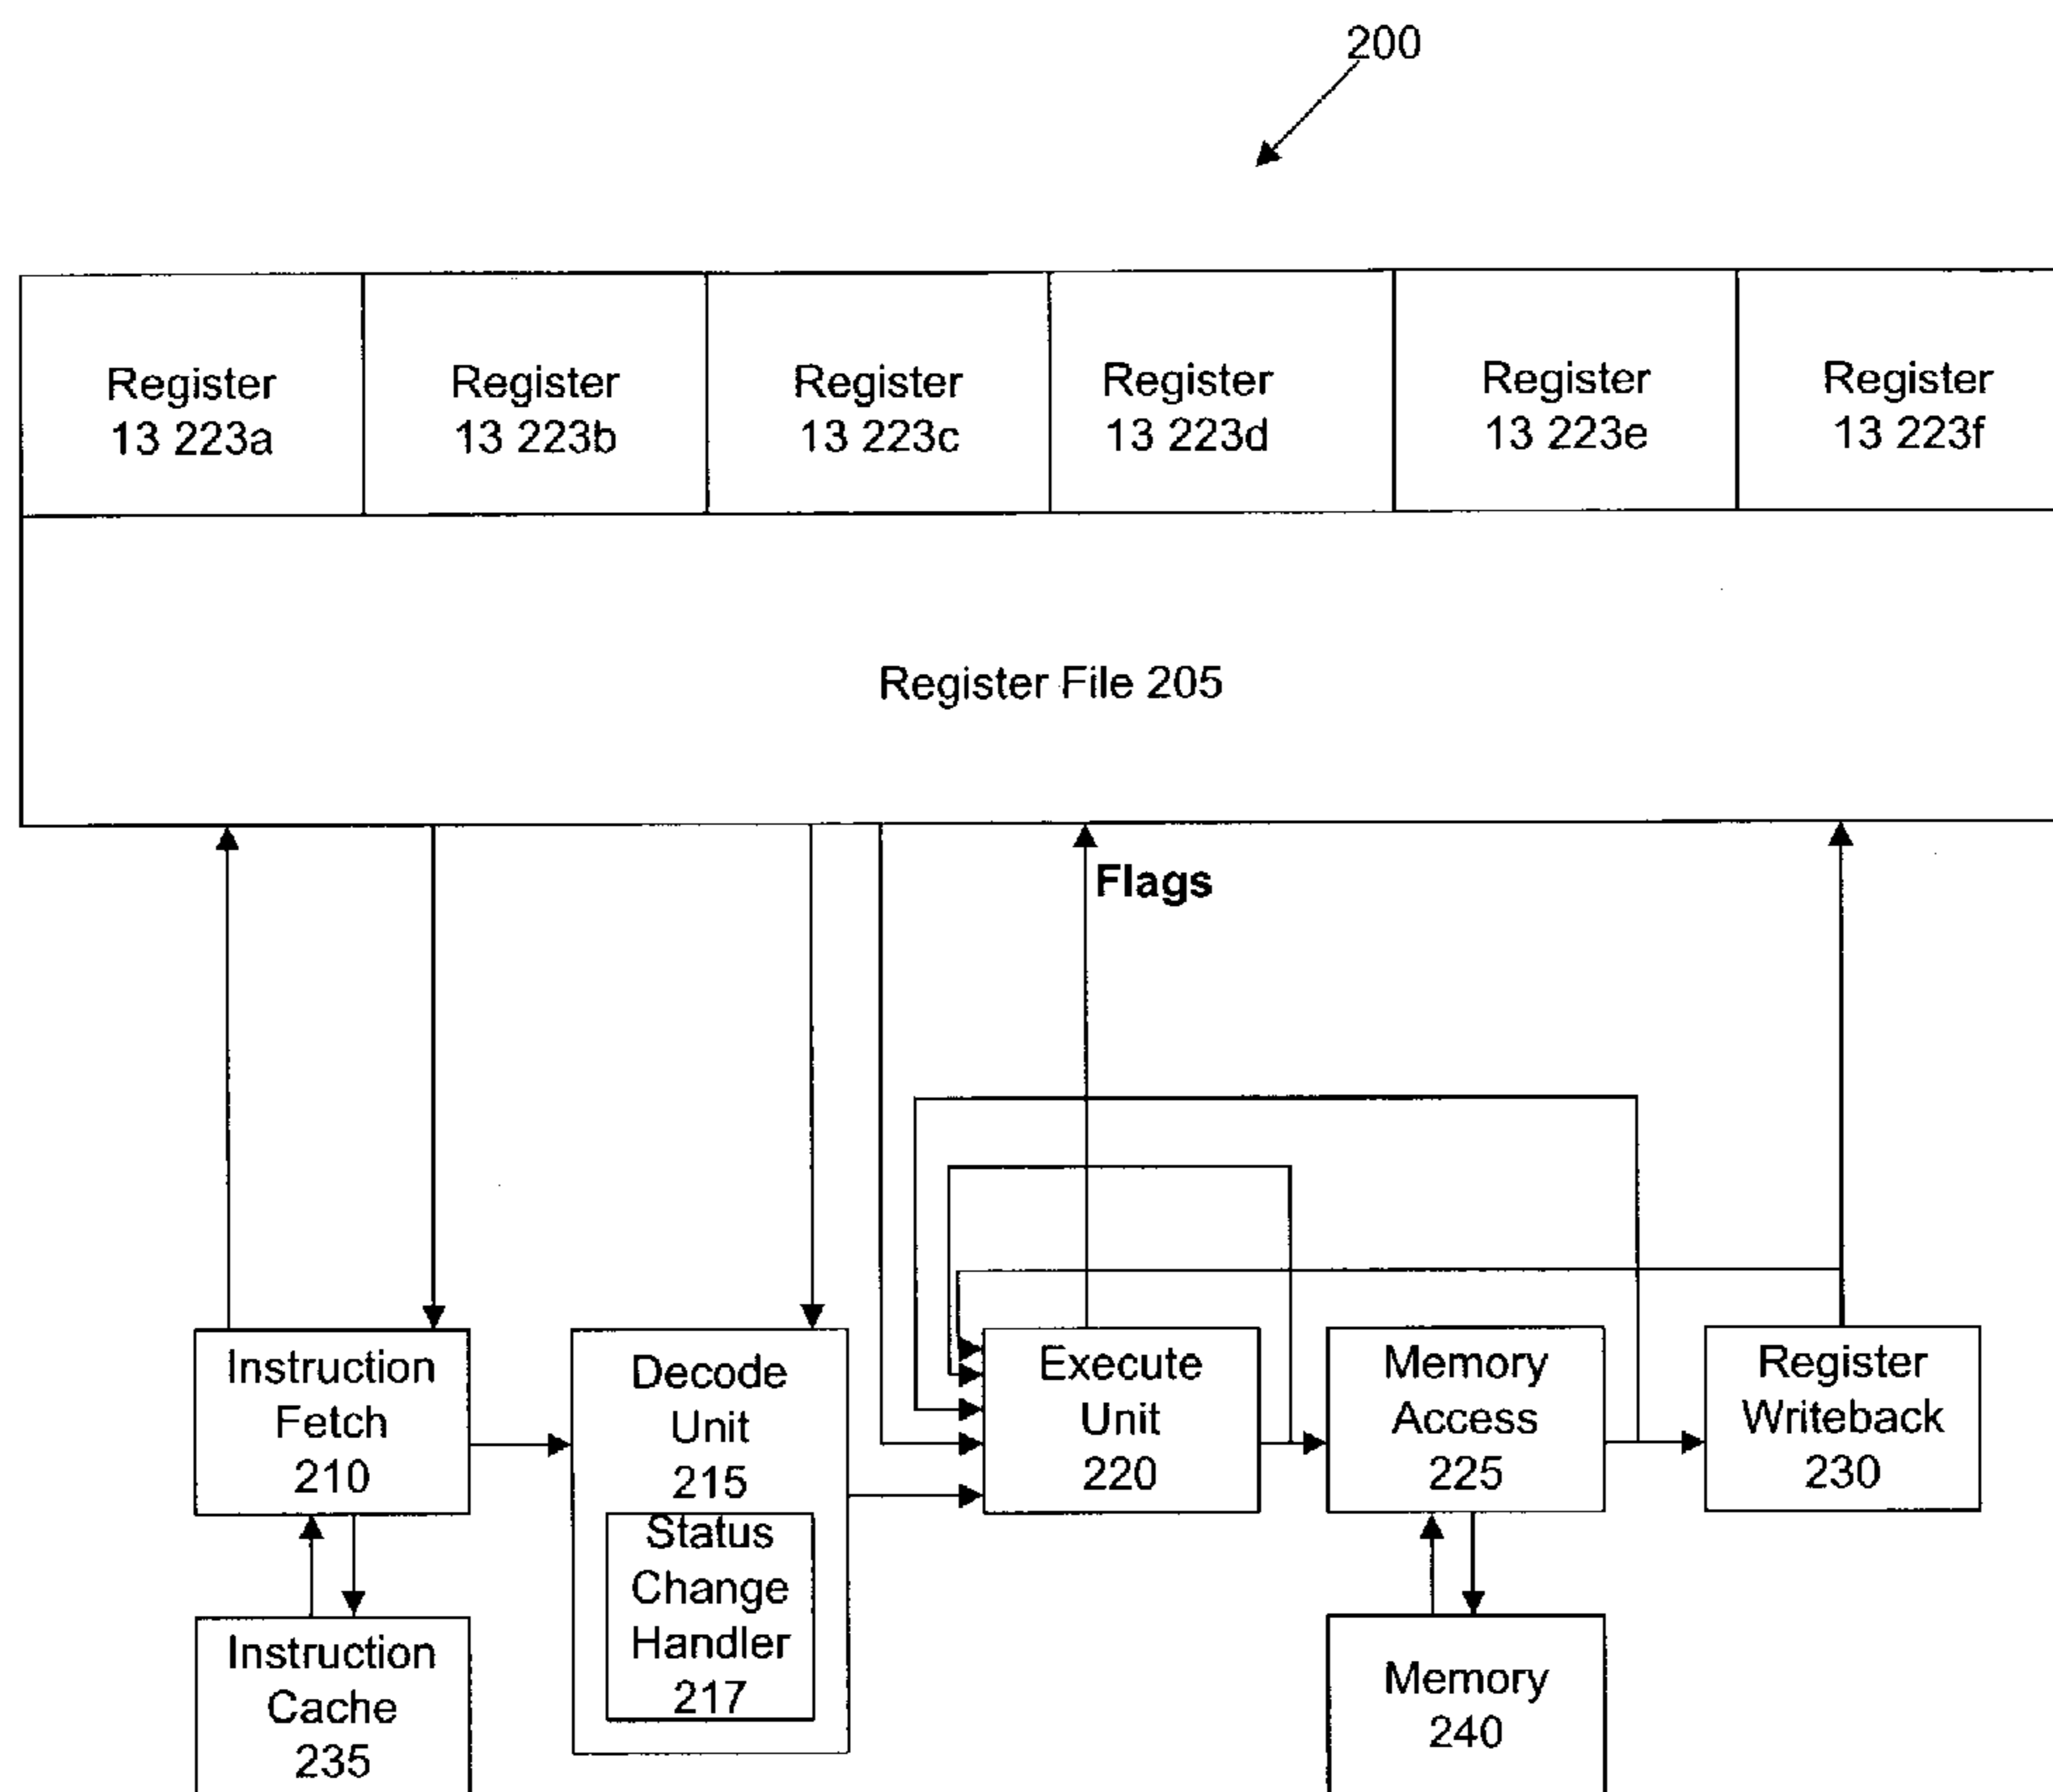 200
Register
13 223a
Register
13 223b
Register
13 223c
Register
13 223d
Register
13 223e
Register
13 223f
Register File 205
Flags
Instruction
Fetch
210
Decode
Unit
215
Status
Change
Handler
217
Execute
Unit
220
Memory
Access
225
Register
Writeback
230
Instruction
Cache
235
Memory
240